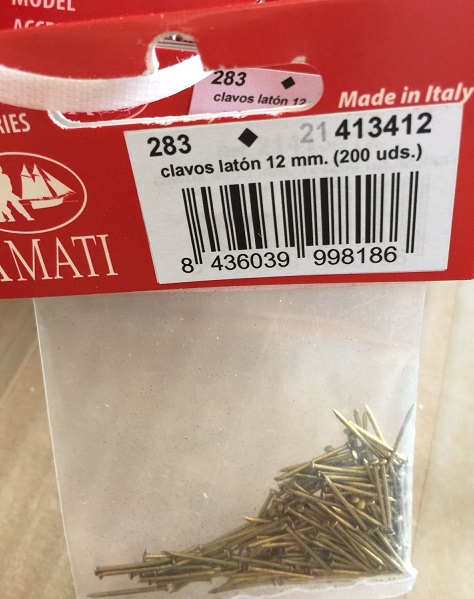 MODEL
283 ◆
clavos latón 12
Made in Italy
283 ◆ 21 413412
clavos latón 12 mm. (200 uds.)
8 436039 998186
AMATI